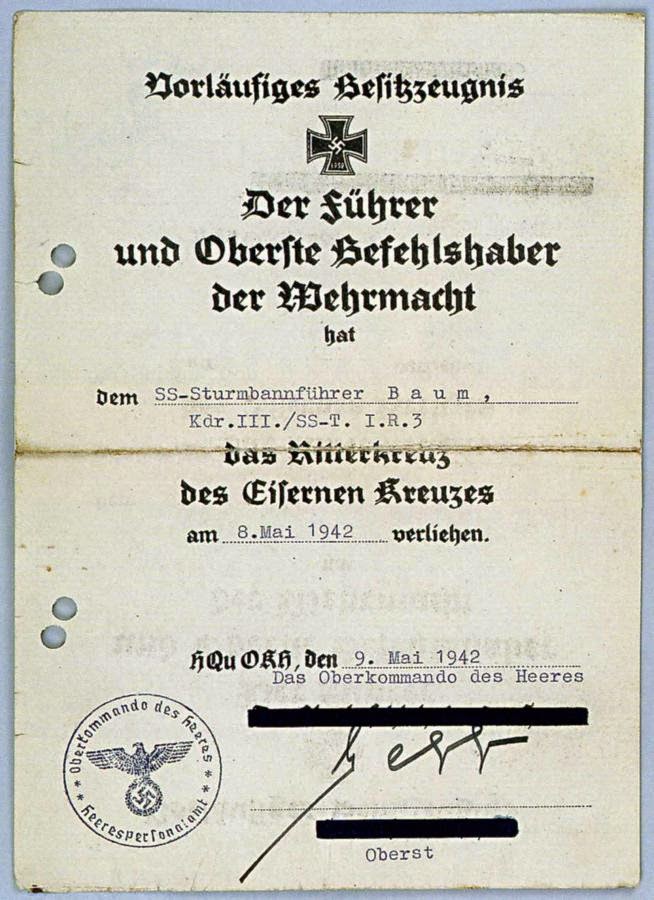 Vorläufiges Besitzzeugnis
1939
Der Führer
und Oberste Befehlshaber
der Wehrmacht
hat
dem SS-Sturmbannführer B a u m ,
Kdr.III./SS-T. I.R.3
das Ritterkreuz
des Eisernen Kreuzes
am 8.Mai 1942 verliehen.
HQu OKH, den 9. Mai 1942
Das Oberkommando des Heeres
Oberst
Oberkommando des Heeres
* Heerespersonalamt *